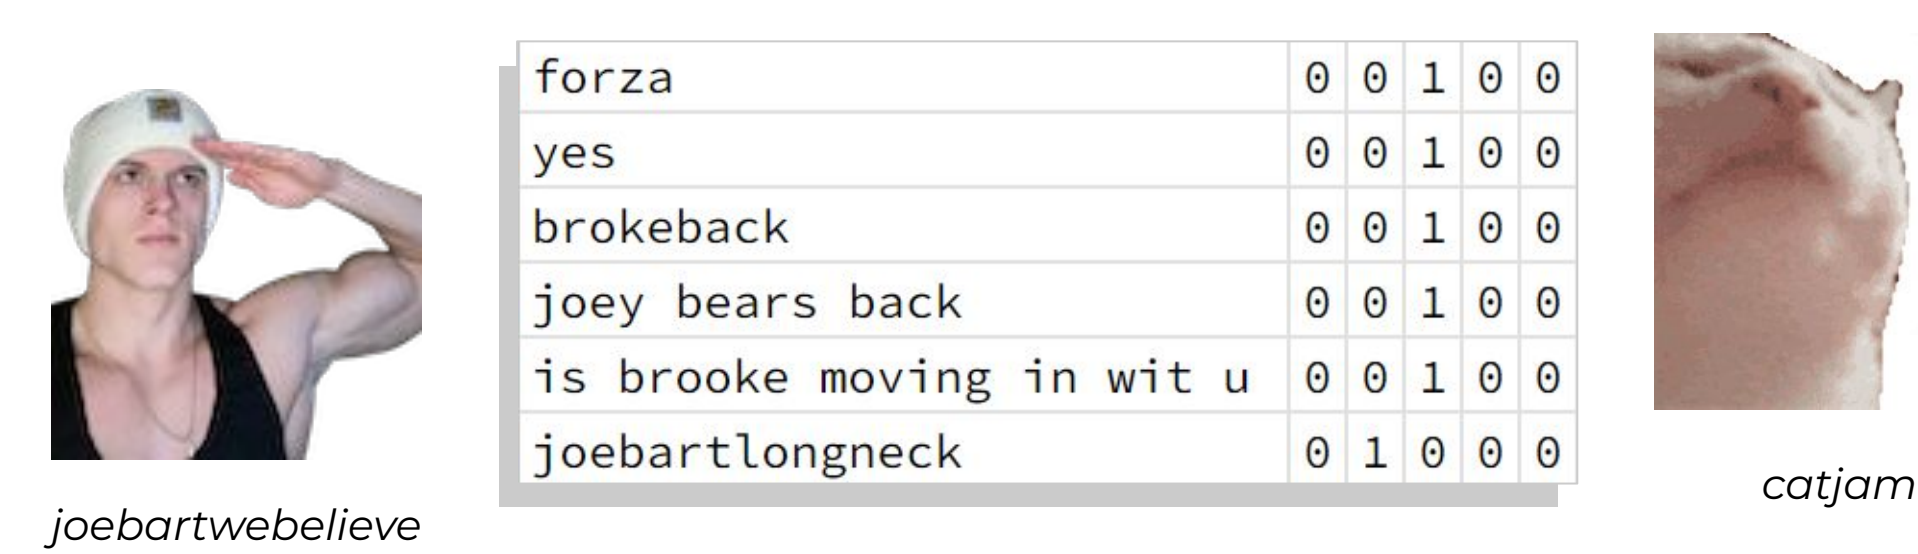 forza 0 0 1 0 0
yes 0 0 1 0 0
brokeback 0 0 1 0 0
joey bears back 0 0 1 0 0
is brooke moving in wit u 0 0 1 0 0
joebartlongneck 0 1 0 0 0
joebartwebelieve
catjam